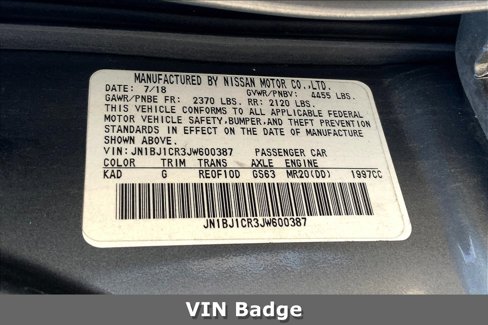 MANUFACTURED BY NISSAN MOTOR CO.,LTD.
DATE: 7/18 GVWR/PNBV: 4455 LBS.
GAWR/PNBE FR: 2370 LBS. RR: 2120 LBS.
THIS VEHICLE CONFORMS TO ALL APPLICABLE FEDERAL
MOTOR VEHICLE SAFETY,BUMPER,AND THEFT PREVENTION
STANDARDS IN EFFECT ON THE DATE OF MANUFACTURE
SHOWN ABOVE.
VIN: JN1BJ1CR3JW600387 PASSENGER CAR
COLOR TRIM TRANS AXLE ENGINE
KAD G RE0F10D GS63 MR20(DD) 1997CC
JN1BJ1CR3JW600387
VIN Badge